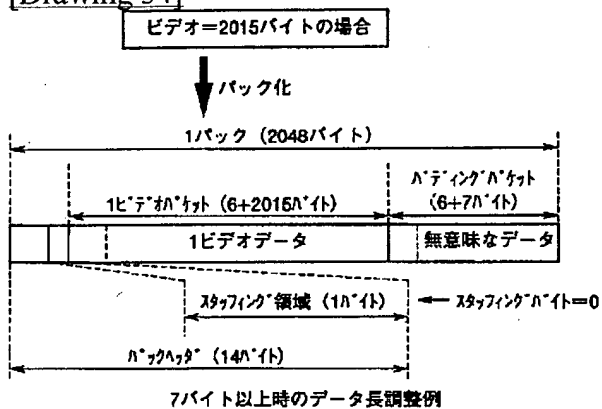 [Drawing 94]
ビデオ=2015バイトの場合
パック化
1パック (2048バイト)
1ビデオパケット (6+2015バイト)
パディングパケット
(6+7バイト)
1ビデオデータ
無意味なデータ
スタッフィング領域 (1バイト)
スタッフィングバイト=0
パックヘッダ (14バイト)
7バイト以上時のデータ長調整例